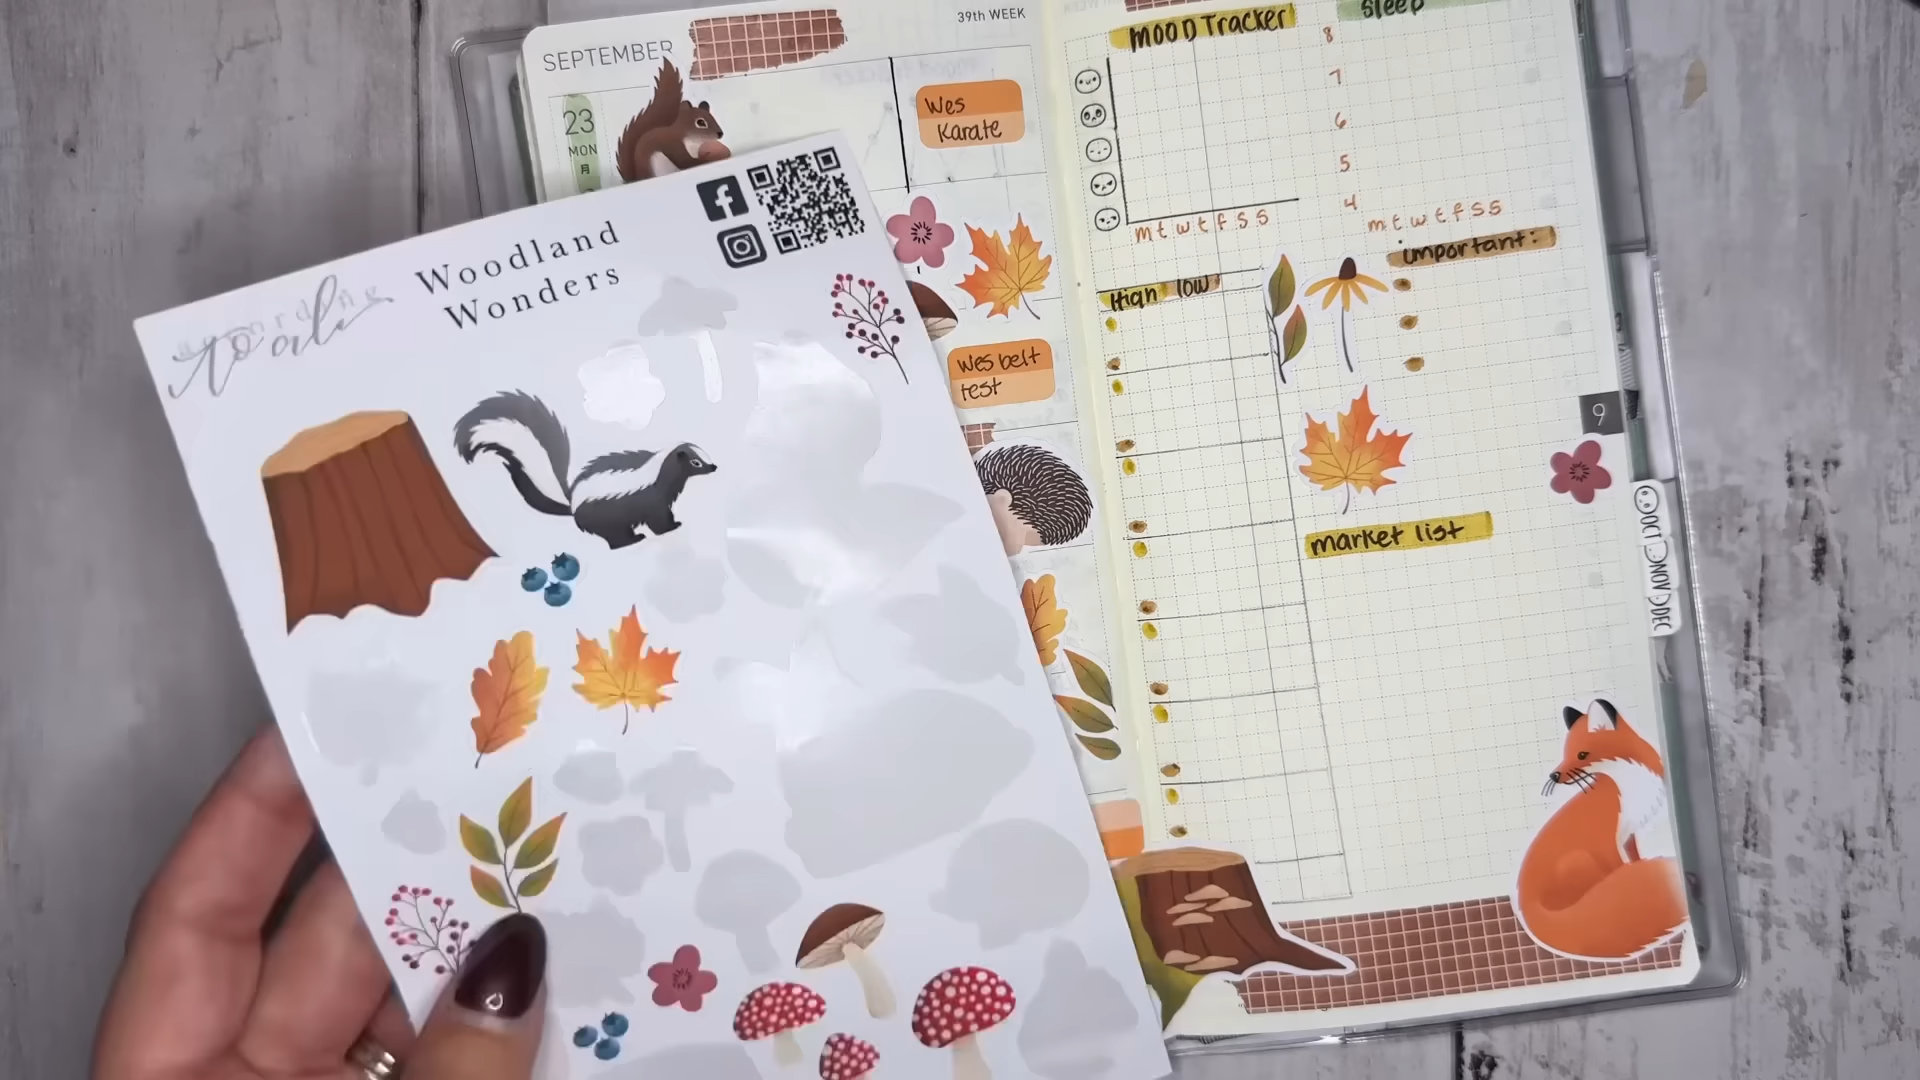 SEPTEMBER
39th WEEK
23
MON
月
Wes
Karate
Wes belt
test
Woodland
Wonders
MOOD Tracker
m t w t f s s
Sleep
8
7
6
5
4
m t w t f s s
important:
High low
market list
9
OCT
NOV
DEC